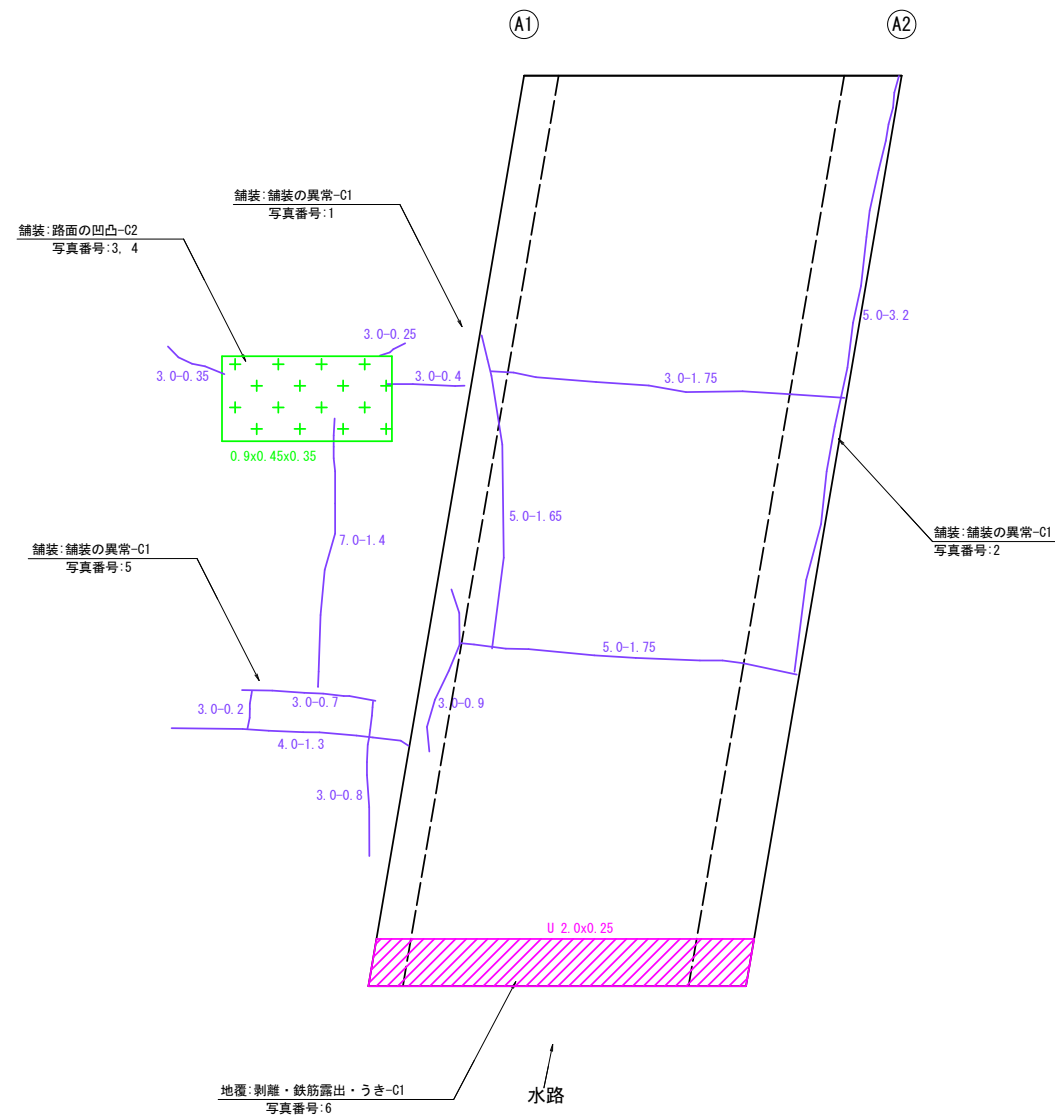 A1
A2
舗装:舗装の異常-C1
写真番号:1
舗装:路面の凹凸-C2
写真番号:3, 4
5.0-3.2
3.0-0.25
3.0-0.35
3.0-0.4
3.0-1.75
0.9x0.45x0.35
5.0-1.65
7.0-1.4
舗装:舗装の異常-C1
写真番号:2
舗装:舗装の異常-C1
写真番号:5
5.0-1.75
3.0-0.2
3.0-0.7
3.0-0.9
4.0-1.3
3.0-0.8
U 2.0x0.25
地覆:剥離・鉄筋露出・うき-C1
写真番号:6
水路